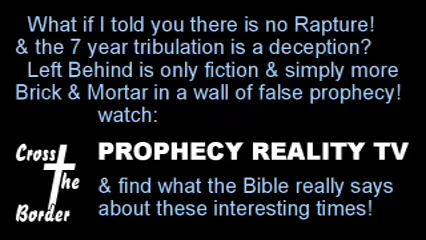 What if I told you there is no Rapture!
& the 7 year tribulation is a deception?
Left Behind is only fiction & simply more
Brick & Mortar in a wall of false prophecy!
watch:
PROPHECY REALITY TV
Cross
the
Border
& find what the Bible really says
about these interesting times!